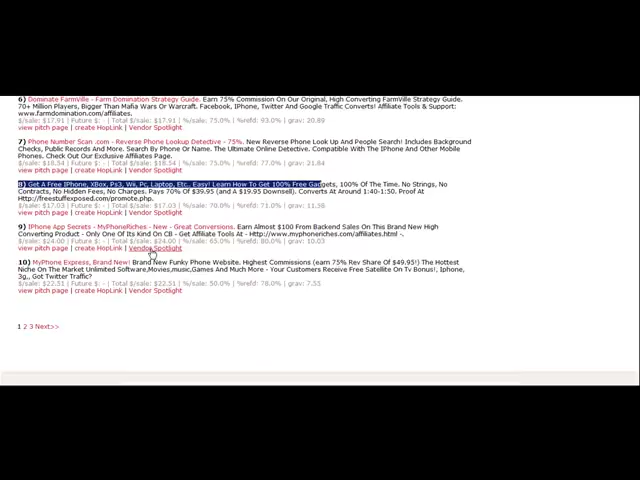 6) Dominate FarmVille - Farm Domination Strategy Guide. Earn 75% Commission On Our Original, High Converting FarmVille Strategy Guide.
70+ Million Players, Bigger Than Mafia Wars Or Warcraft. Facebook, IPhone, Twitter And Google Traffic Converts! Affiliate Tools & Support:
www.farmdomination.com/affiliates.
$/sale: $17.91 | Future $: - | Total $/sale: $17.91 | %/sale: 75.0% | %refd: 93.0% | grav: 20.89
view pitch page | create HopLink | Vendor Spotlight
7) Phone Number Scan .com - Reverse Phone Lookup Detective - 75%. New Reverse Phone Look Up And People Search! Includes Background
Checks, Public Records And More. Search By Phone Or Name. The Ultimate Online Detective. Compatible With The IPhone And Other Mobile
Phones. Check Out Our Exclusive Affiliates Page.
$/sale: $18.54 | Future $: - | Total $/sale: $18.54 | %/sale: 75.0% | %refd: 77.0% | grav: 21.84
view pitch page | create HopLink | Vendor Spotlight
8) Get A Free IPhone, XBox, Ps3, Wii, Pc, Laptop, Etc., Easy! Learn How To Get 100% Free Gadgets, 100% Of The Time. No Strings, No
Contracts, No Hidden Fees, No Charges. Pays 70% Of $39.95 (and A $19.95 Downsell). Converts At Around 1:40-1:50. Proof At
Http://freestuffexposed.com/promote.php.
$/sale: $17.03 | Future $: - | Total $/sale: $17.03 | %/sale: 70.0% | %refd: 71.0% | grav: 11.36
view pitch page | create HopLink | Vendor Spotlight
9) IPhone App Secrets - MyPhoneRiches - New - Great Conversions. Earn Almost $100 From Backend Sales On This Brand New High
Converting Product - Only One Of Its Kind On CB - Get Affiliate Tools At - Http://www.myphoneriches.com/affiliates.html -.
$/sale: $24.00 | Future $: - | Total $/sale: $24.00 | %/sale: 65.0% | %refd: 80.0% | grav: 10.03
view pitch page | create HopLink | Vendor Spotlight
10) MyPhone Express, Brand New! Brand New Funky Phone Website. Highest Commissions (earn 75% Rev Share Of $49.95!) The Hottest
Niche On The Market Unlimited Software,Movies,music,Games And Much More - Your Customers Receive Free Satellite On Tv Bonus!, Iphone,
3g,, Got Twitter Traffic?
$/sale: $22.51 | Future $: - | Total $/sale: $22.51 | %/sale: 50.0% | %refd: 78.0% | grav: 7.55
view pitch page | create HopLink | Vendor Spotlight
1 2 3 Next>>